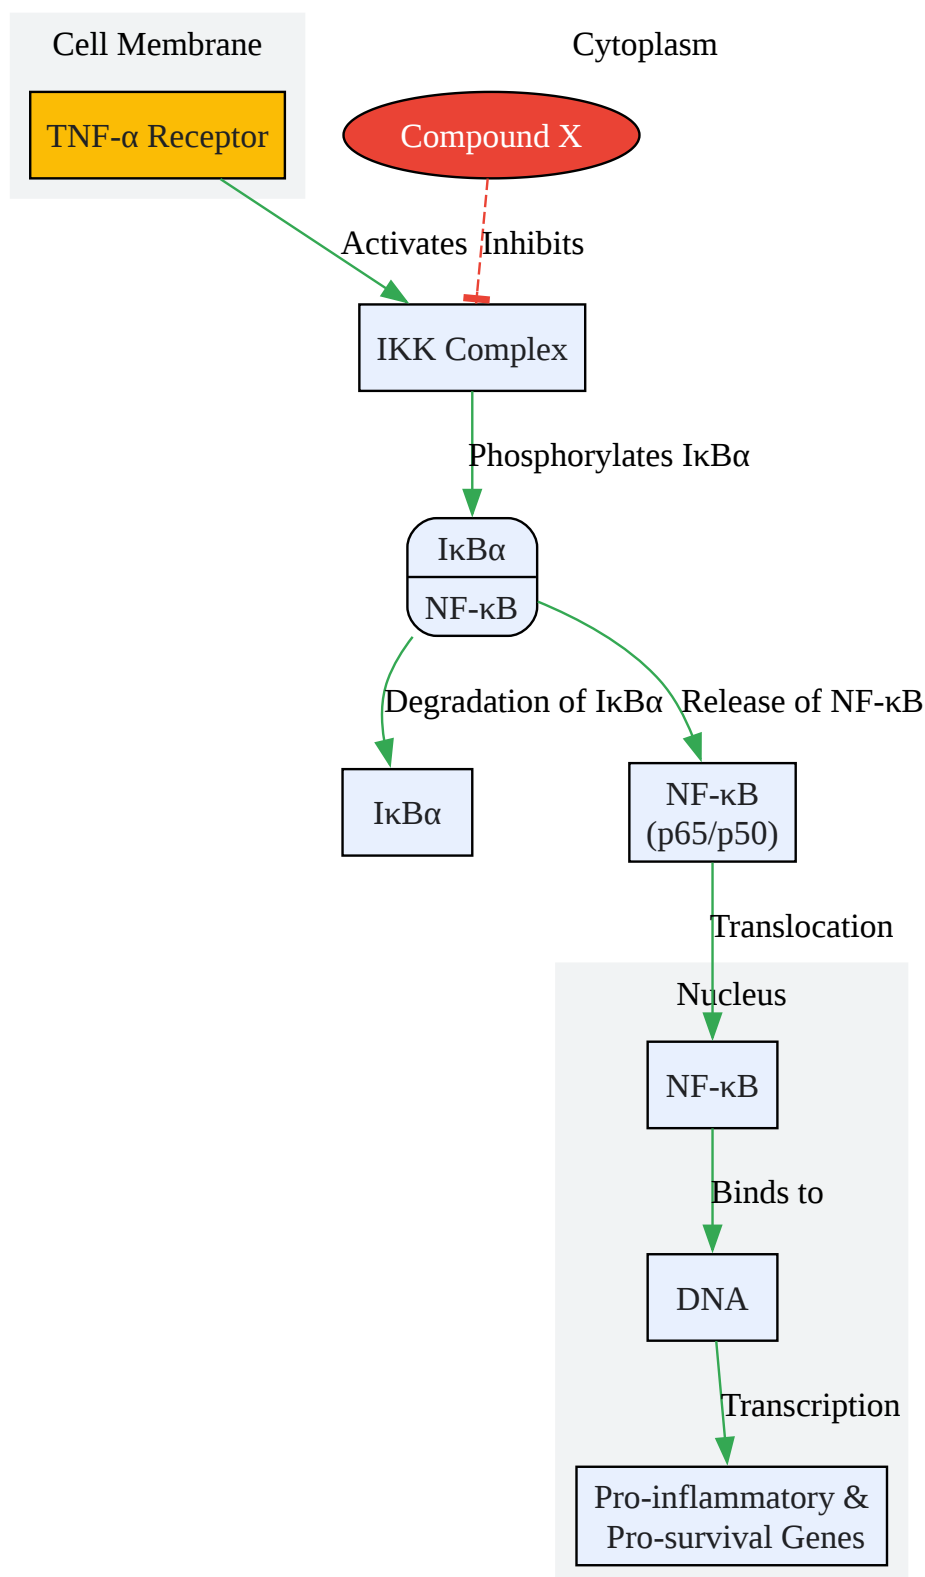 Cell Membrane
Cytoplasm
TNF-α Receptor
Compound X
Activates
Inhibits
IKK Complex
Phosphorylates IκBα
IκBα
NF-κB
Degradation of IκBα
Release of NF-κB
IκBα
NF-κB
(p65/p50)
Translocation
Nucleus
NF-κB
Binds to
DNA
Transcription
Pro-inflammatory &
Pro-survival Genes